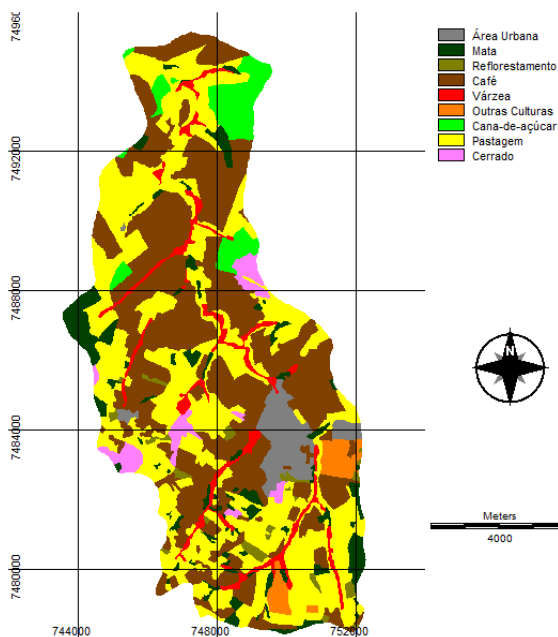 74960
7492000
7488000
7484000
7480000
744000
748000
752000
Área Urbana
Mata
Reflorestamento
Café
Várzea
Outras Culturas
Cana-de-açúcar
Pastagem
Cerrado
N
Meters
4000